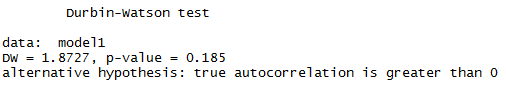 Durbin-Watson test
data: model1
DW = 1.8727, p-value = 0.185
alternative hypothesis: true autocorrelation is greater than 0